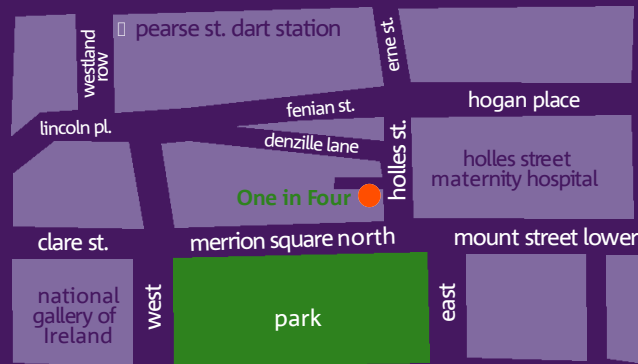 pearse st. dart station
westland
row
erne st.
fenian st.
hogan place
lincoln pl.
denzille lane
holles st.
holles street
maternity hospital
One in Four
clare st.
merrion square north
mount street lower
national
gallery of
Ireland
west
park
east